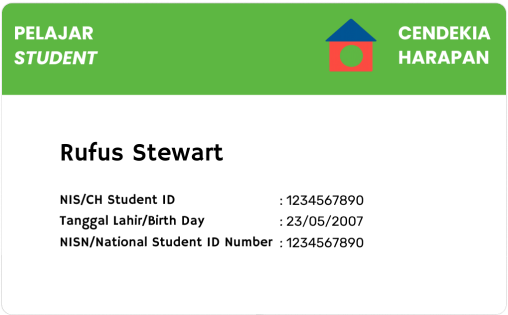 PELAJAR
STUDENT
CENDEKIA
HARAPAN
Rufus Stewart
NIS/CH Student ID : 1234567890
Tanggal Lahir/Birth Day : 23/05/2007
NISN/National Student ID Number : 1234567890